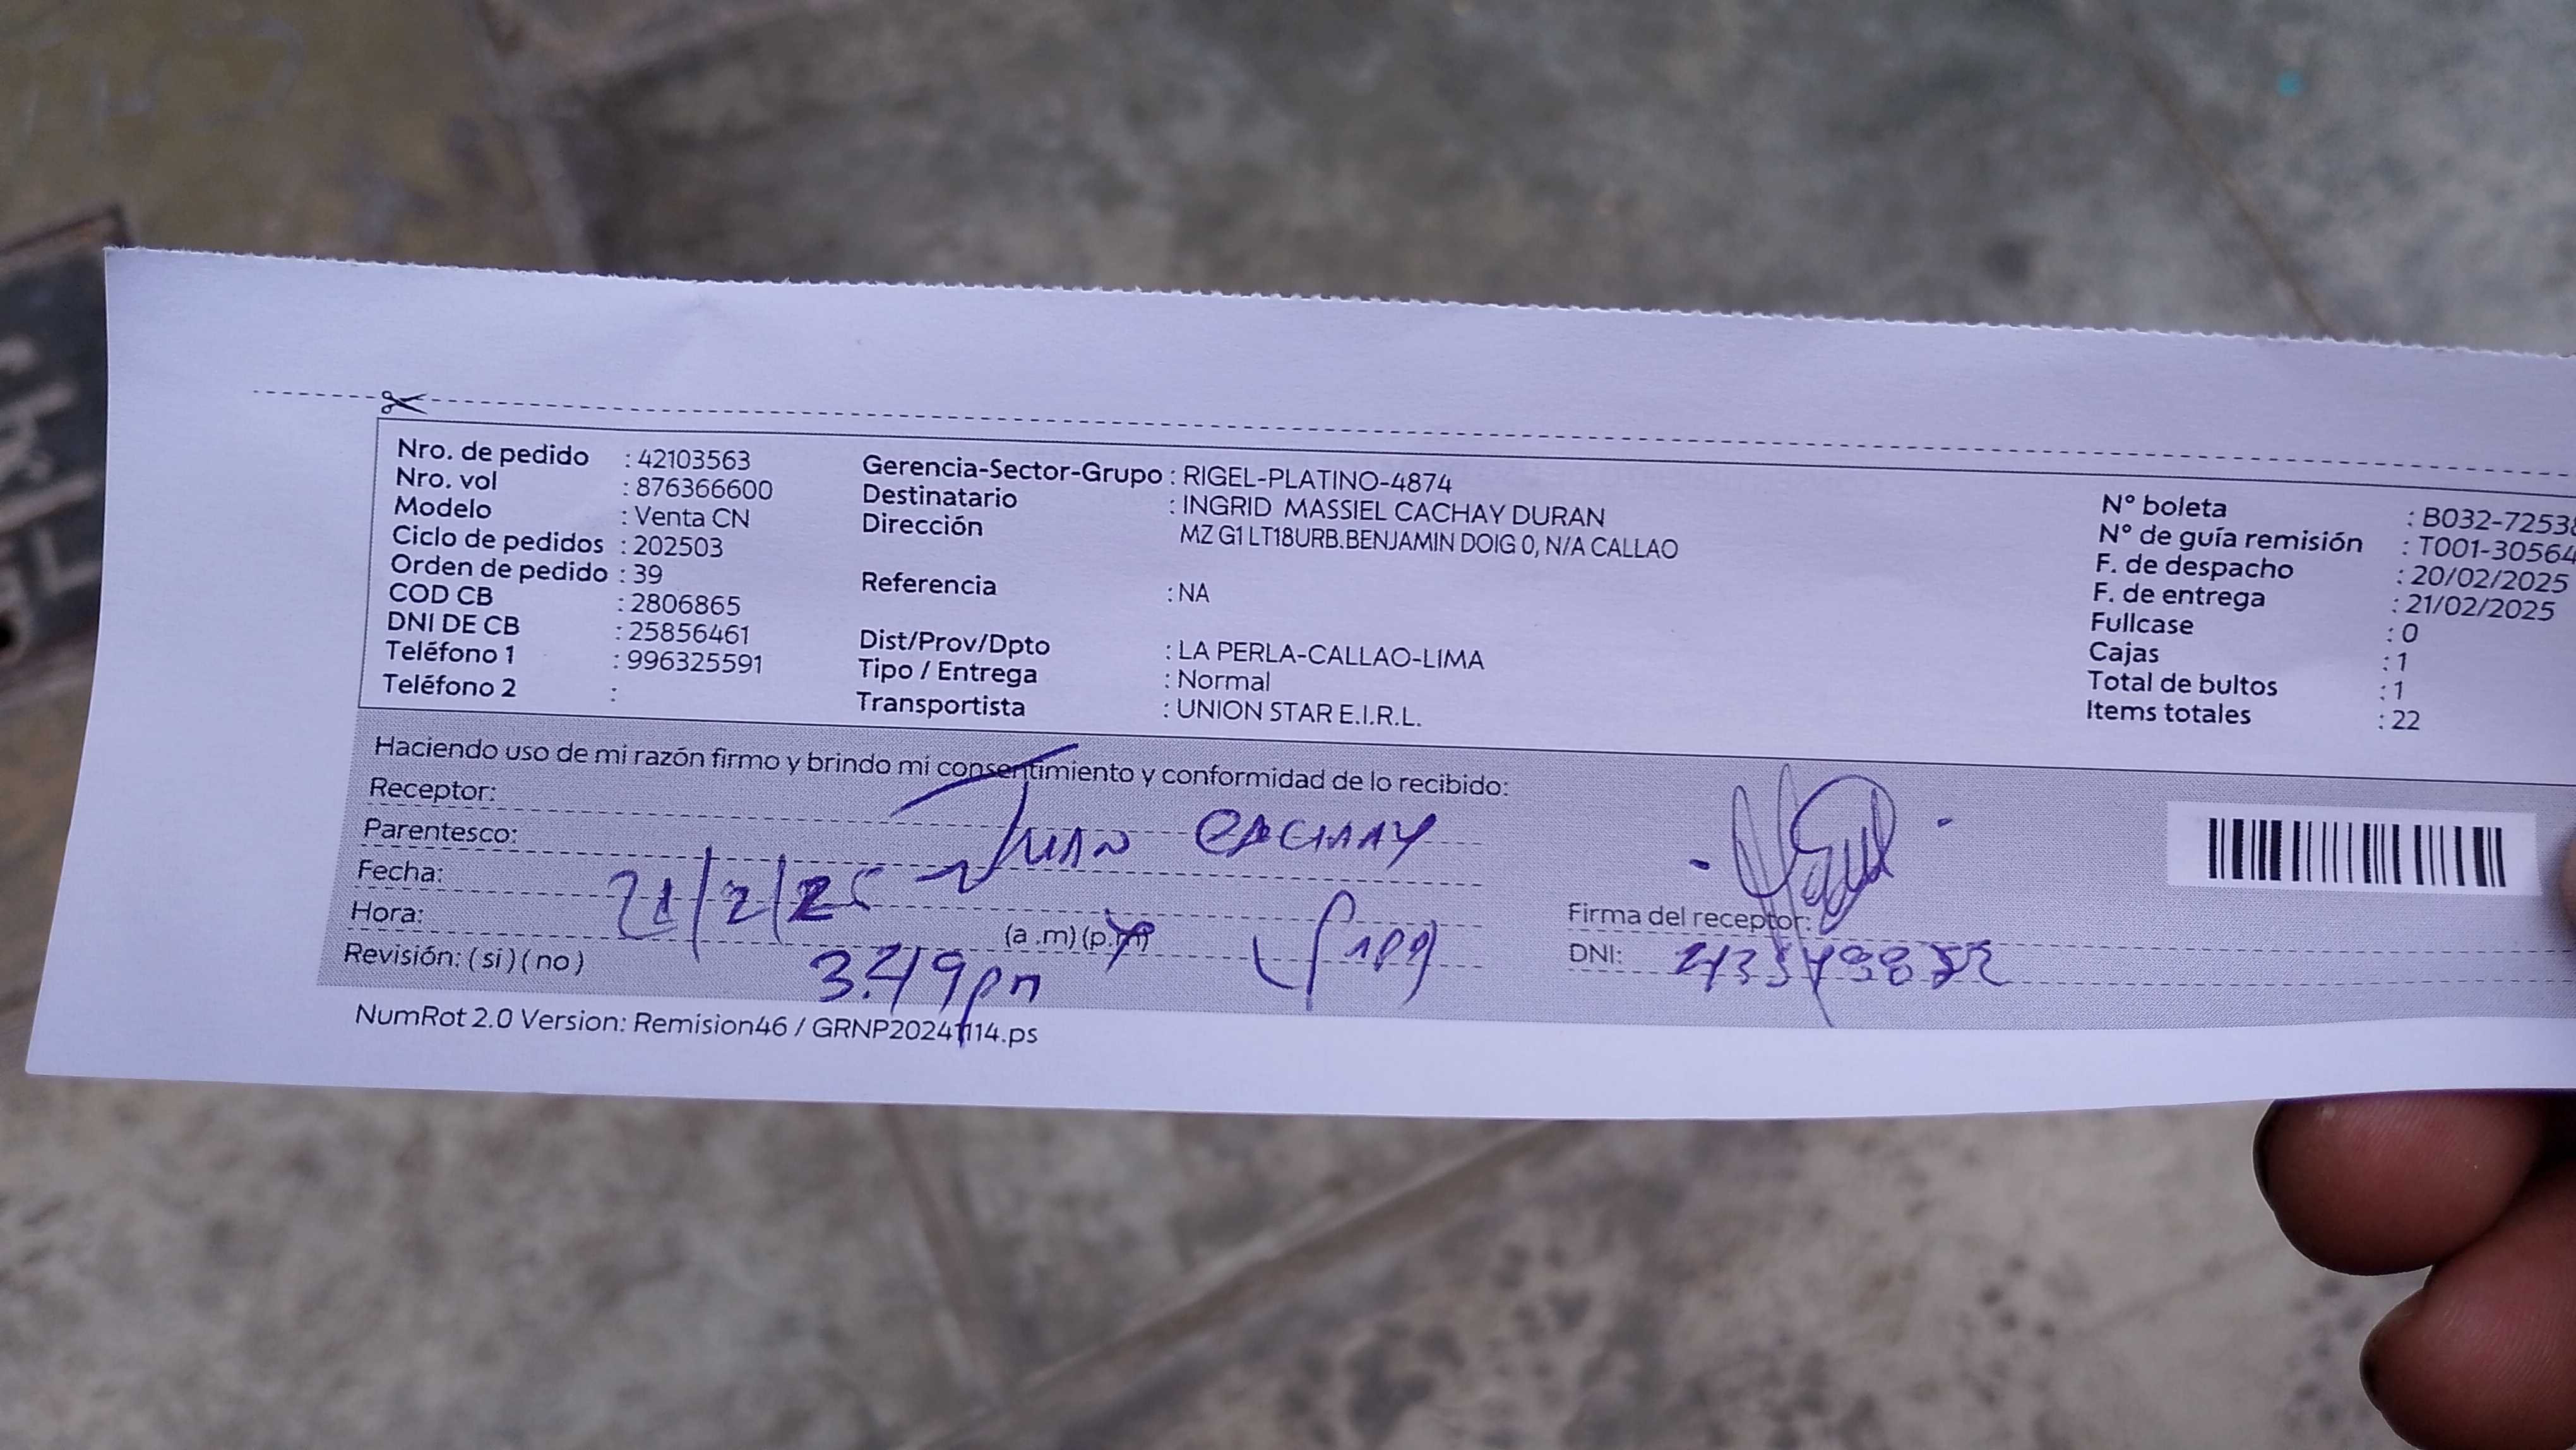 Nro. de pedido : 42103563
Nro. vol : 876366600
Modelo : Venta CN
Ciclo de pedidos : 202503
Orden de pedido : 39
COD CB : 2806865
DNI DE CB : 25856461
Teléfono 1 : 996325591
Teléfono 2 :
Gerencia-Sector-Grupo : RIGEL-PLATINO-4874
Destinatario : INGRID MASSIEL CACHAY DURAN
Dirección MZ G1 LT18URB.BENJAMIN DOIG 0, N/A CALLAO
Referencia : NA
Dist/Prov/Dpto : LA PERLA-CALLAO-LIMA
Tipo / Entrega : Normal
Transportista : UNION STAR E.I.R.L.
N° boleta : B032-7253
N° de guía remisión : T001-30564
F. de despacho : 20/02/2025
F. de entrega : 21/02/2025
Fullcase : 0
Cajas : 1
Total de bultos : 1
Items totales : 22
Haciendo uso de mi razón firmo y brindo mi consentimiento y conformidad de lo recibido:
Receptor: Juan CACHAY
Parentesco:
Fecha: 21/2/25
Hora: 3.49pm (a .m) (p.m)
Revisión: ( si ) ( no )
Firma del receptor:
DNI:
NumRot 2.0 Version: Remision46 / GRNP20241114.ps